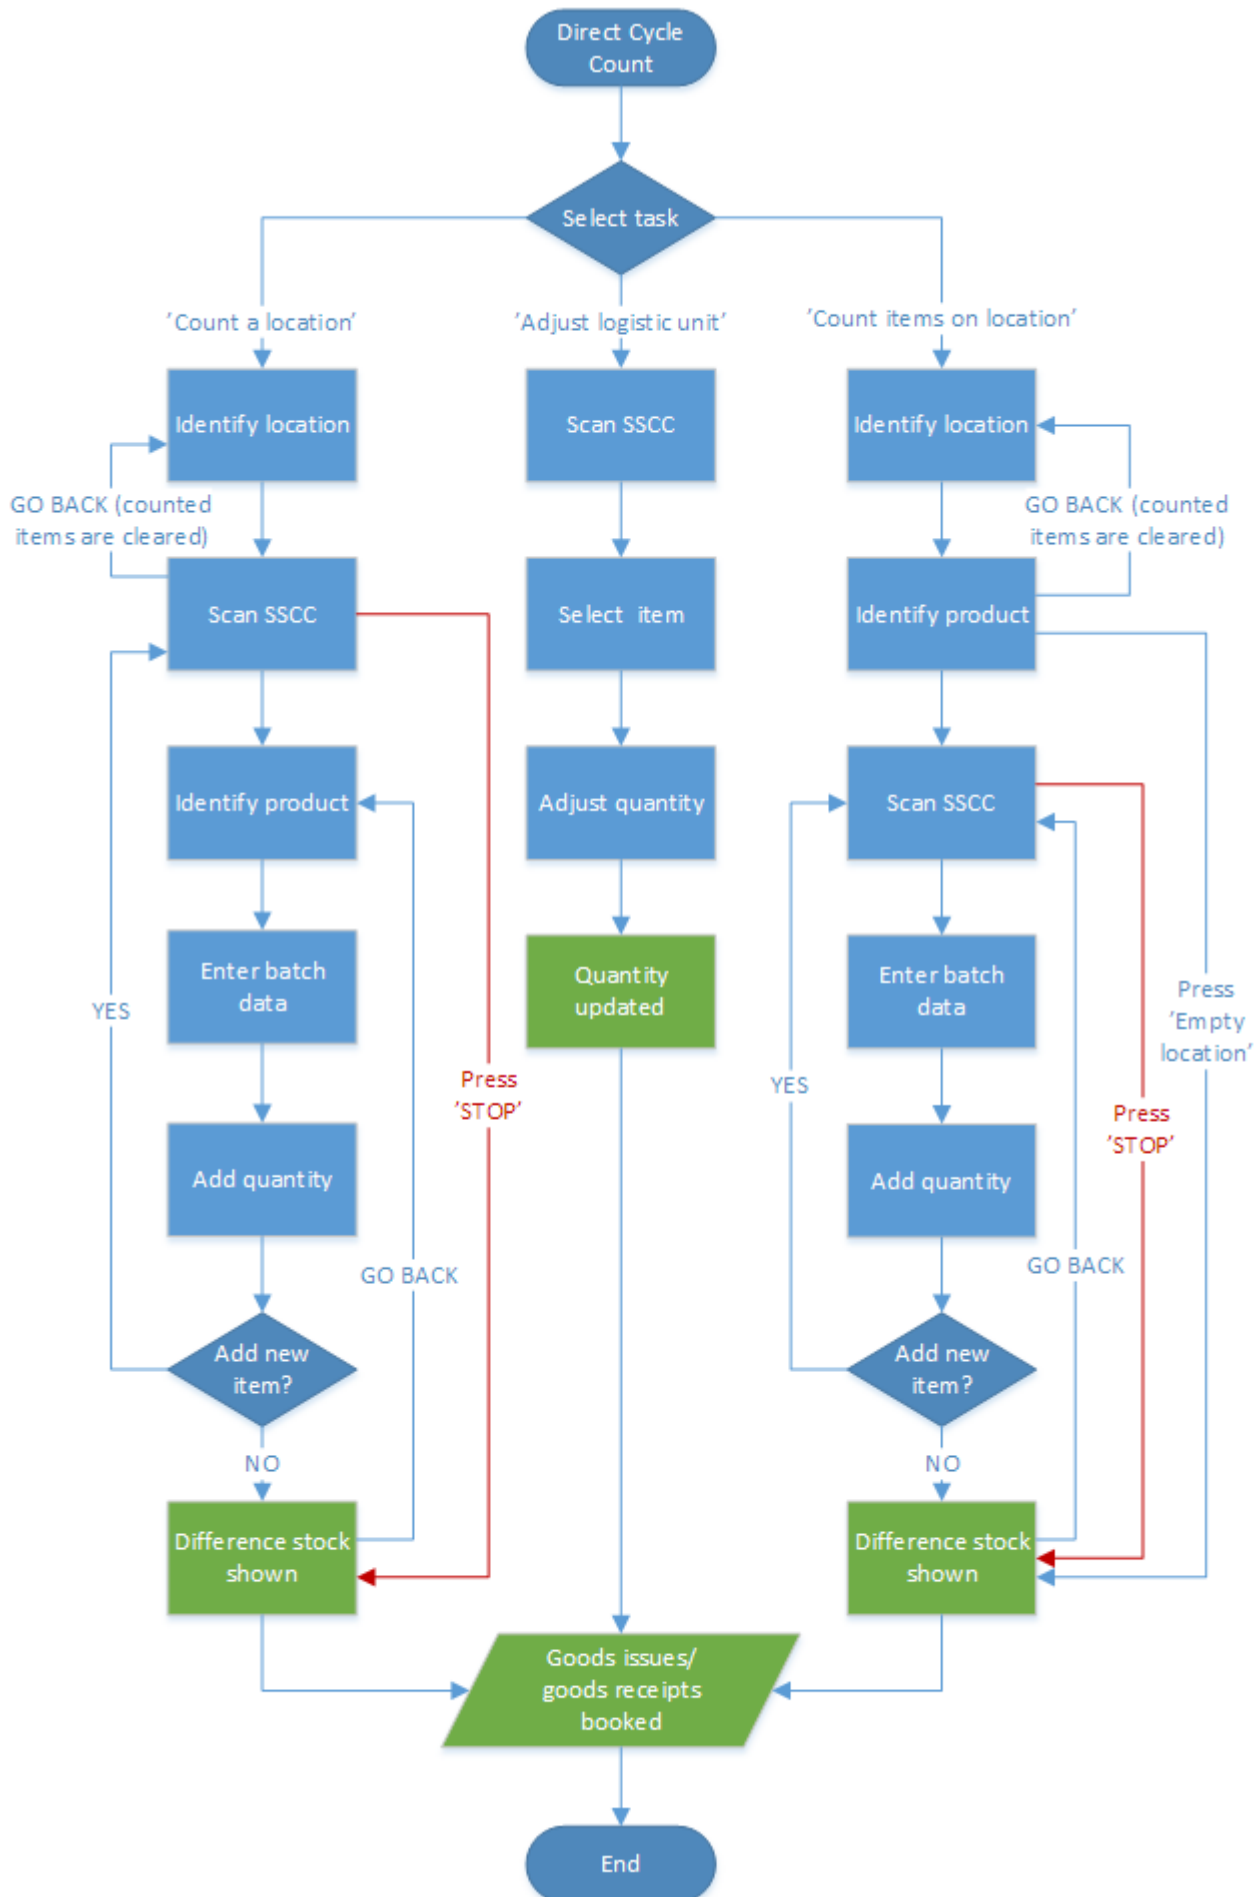 Direct Cycle
Count
Select task
'Count a location'
'Adjust logistic unit'
'Count items on location'
Identify location
Scan SSCC
Identify location
GO BACK (counted
items are cleared)
GO BACK (counted
items are cleared)
Scan SSCC
Select item
Identify product
Identify product
Adjust quantity
Scan SSCC
Enter batch
data
Quantity
updated
Enter batch
data
YES
Press
'Empty
location'
Press
'STOP'
YES
Press
'STOP'
Add quantity
Add quantity
GO BACK
GO BACK
Add new
item?
Add new
item?
NO
NO
Difference stock
shown
Difference stock
shown
Goods issues/
goods receipts
booked
End